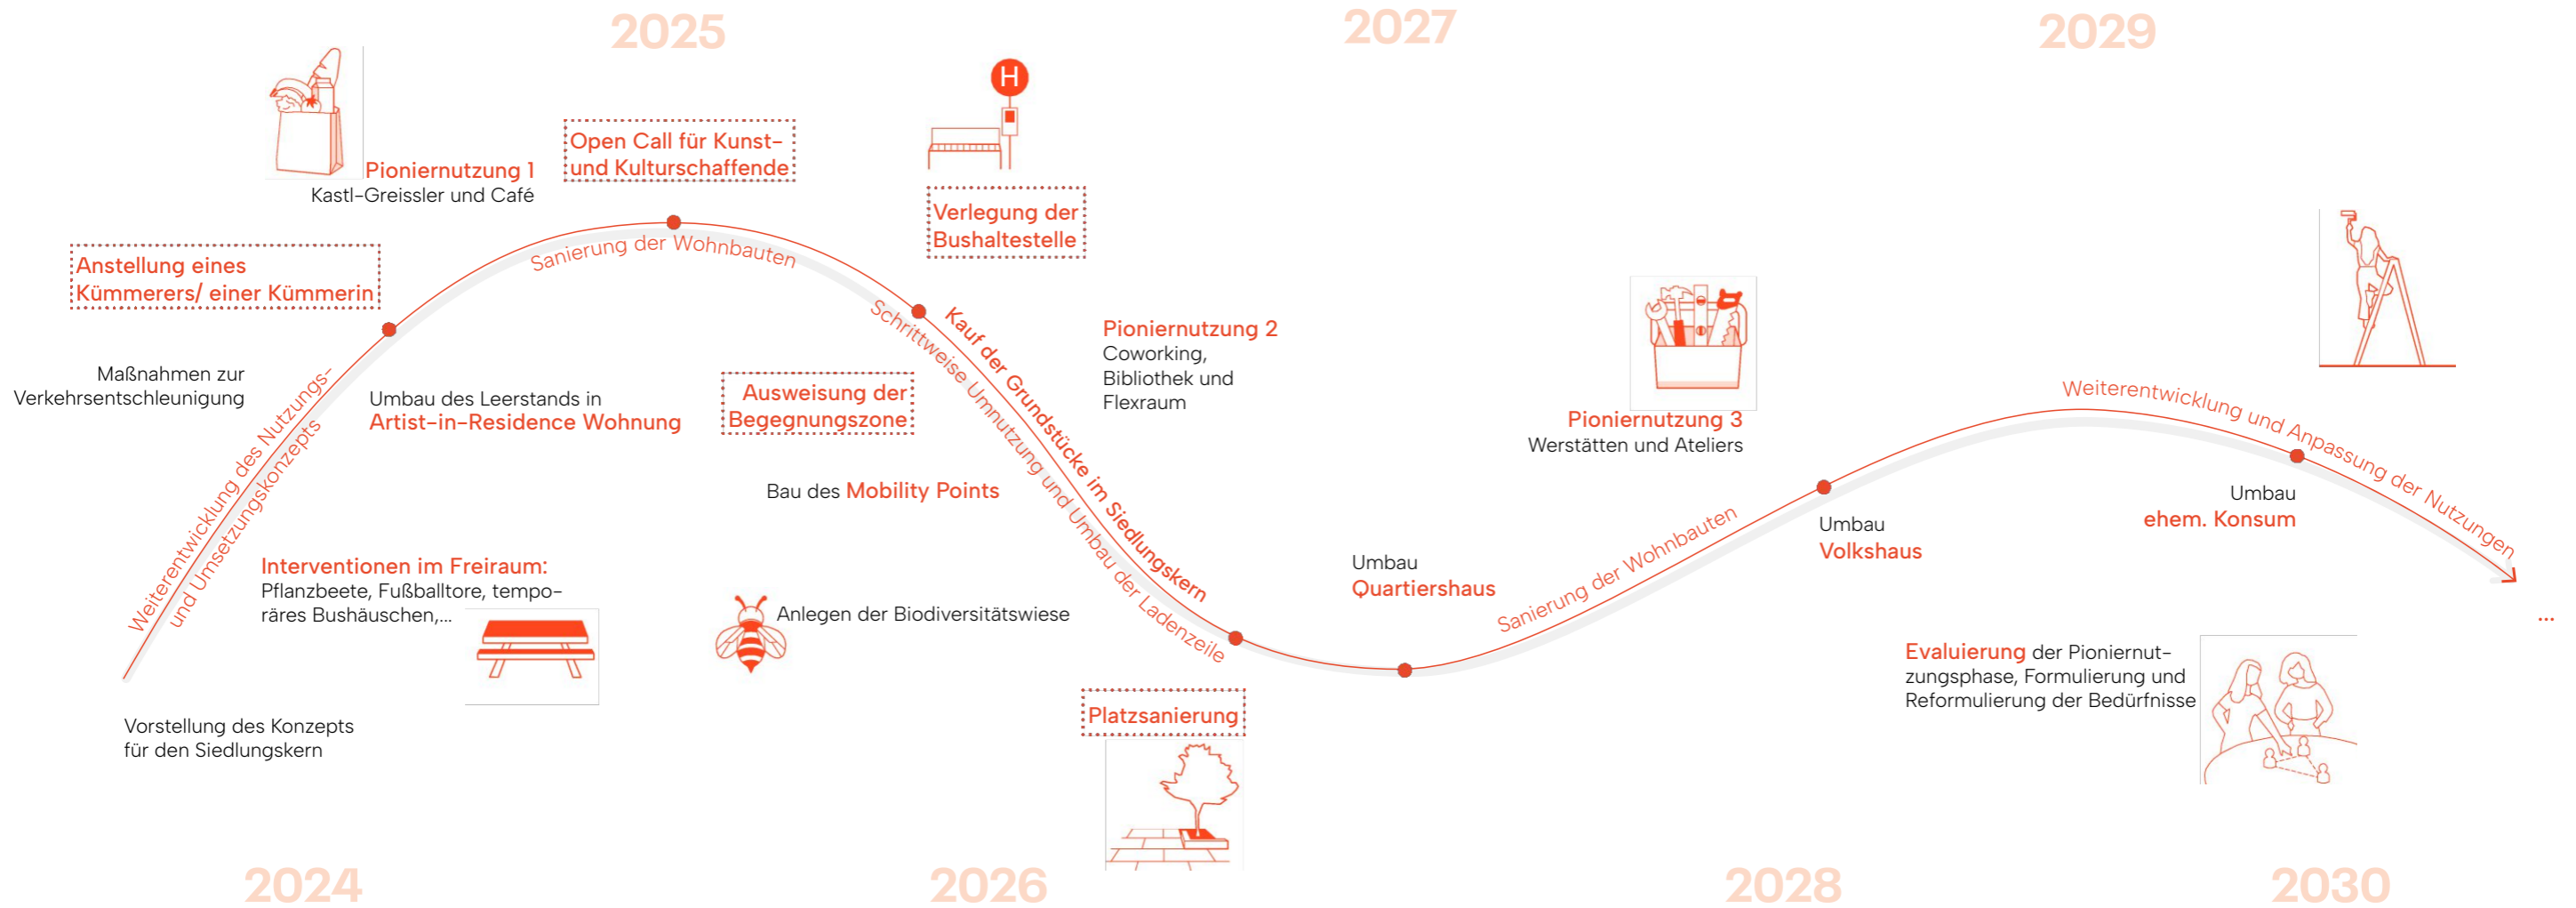 2025
2027
2029
H
Pioniernutzung 1
Kastl-Greissler und Café
Open Call für Kunst-
und Kulturschaffende
Verlegung der
Bushaltestelle
Anstellung eines
Kümmerers/ einer Kümmerin
Sanierung der Wohnbauten
Maßnahmen zur
Verkehrsentschleunigung
Weiterentwicklung des Nutzungs-
und Umsetzungskonzepts
Umbau des Leerstands in
Artist-in-Residence Wohnung
Ausweisung der
Begegnungszone
Bau des Mobility Points
Kauf der Grundstücke im Siedlungskern
Schrittweise Umnutzung und Umbau der Ladenzeile
Pioniernutzung 2
Coworking,
Bibliothek und
Flexraum
Pioniernutzung 3
Werstätten und Ateliers
Weiterentwicklung und Anpassung der Nutzungen
Umbau
ehem. Konsum
Umbau
Volkshaus
Umbau
Quartiershaus
Sanierung der Wohnbauten
Interventionen im Freiraum:
Pflanzbeete, Fußballtore, tempo-
räres Bushäuschen,...
Anlegen der Biodiversitätswiese
...
Evaluierung der Pioniernut-
zungsphase, Formulierung und
Reformulierung der Bedürfnisse
Platzsanierung
Vorstellung des Konzepts
für den Siedlungskern
2024
2026
2028
2030